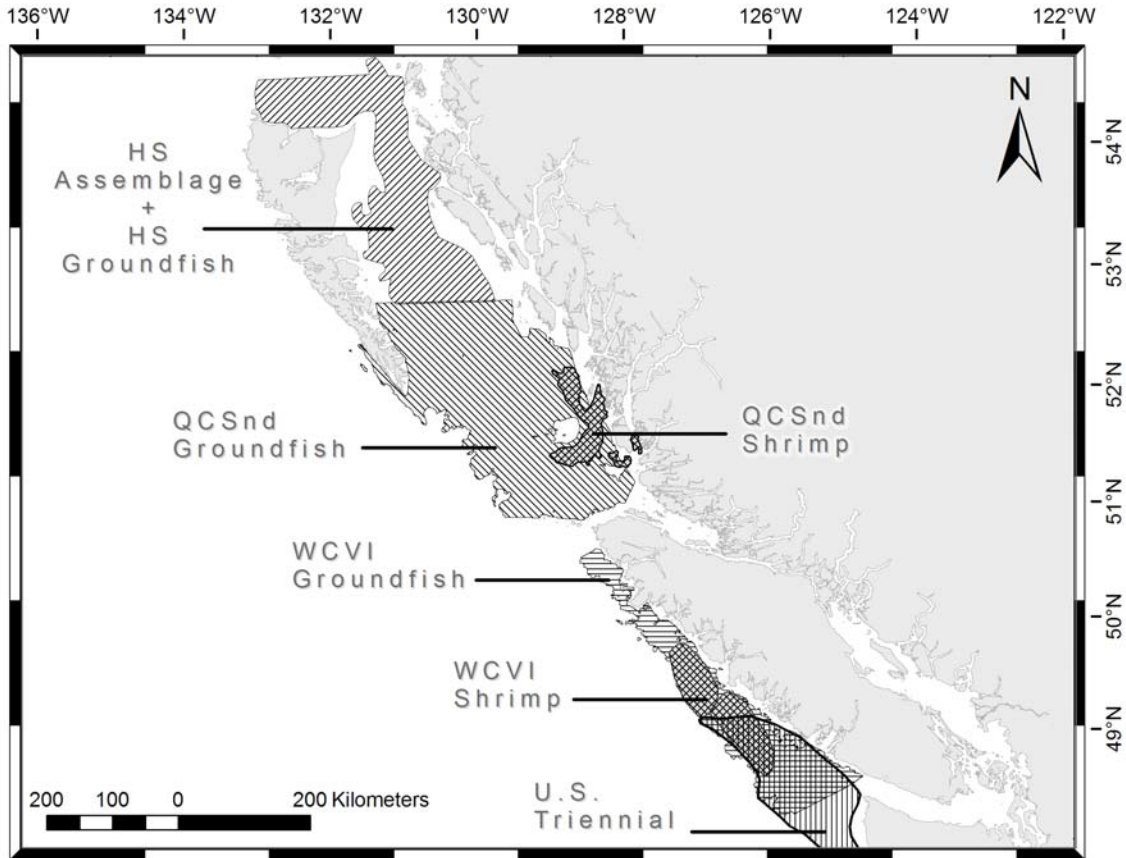 136°W 134°W 132°W 130°W 128°W 126°W 124°W 122°W
N
54°N
HS
Assemblage
+
HS
Groundfish
53°N
52°N
QCSnd
Groundfish
QCSnd
Shrimp
51°N
WCVI
Groundfish
50°N
WCVI
Shrimp
49°N
U.S.
Triennial
200 100 0 200 Kilometers